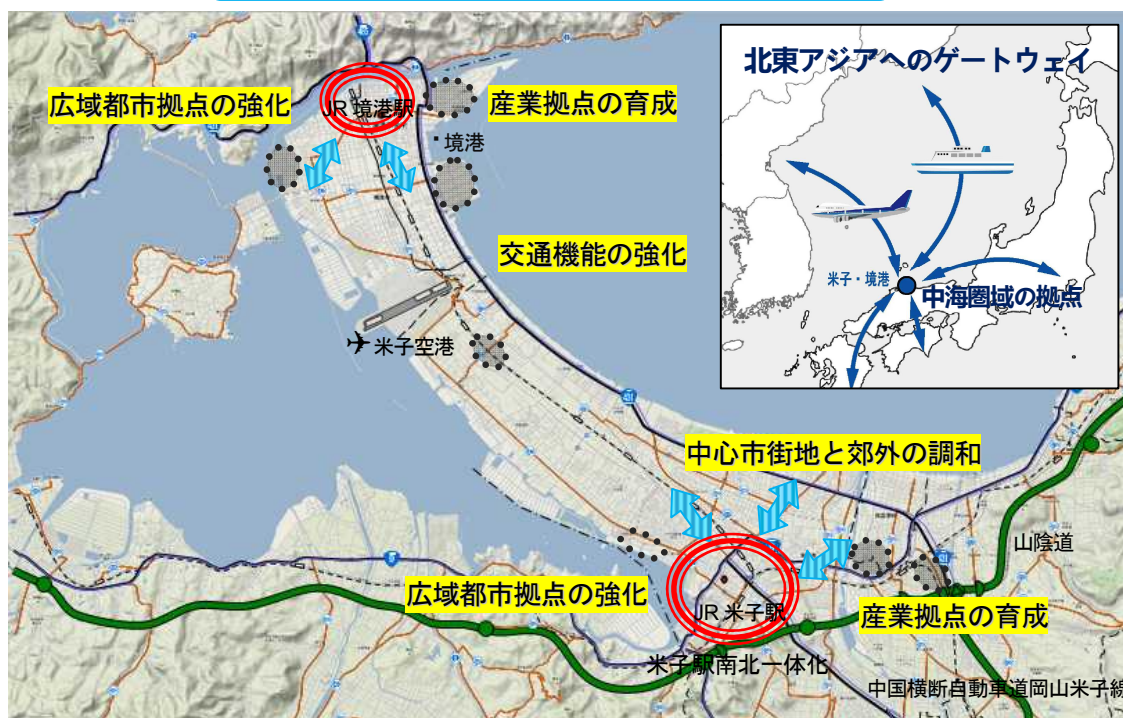 北東アジアへのゲートウェイ
広域都市拠点の強化
JR 境港駅
産業拠点の育成
境港
交通機能の強化
米子・境港
中海圏域の拠点
米子空港
中心市街地と郊外の調和
山陰道
広域都市拠点の強化
JR 米子駅
産業拠点の育成
米子駅南北一体化
中国横断自動車道岡山米子線
431
431
9